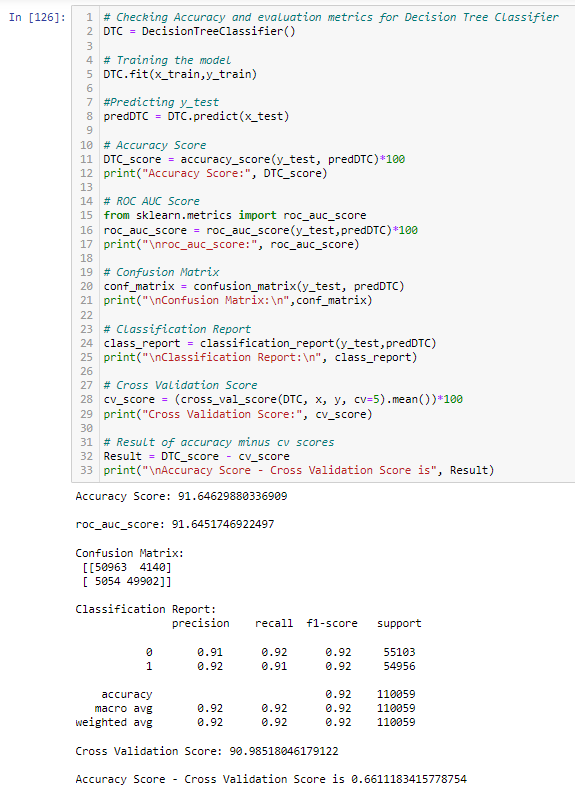 In [126]:
1 # Checking Accuracy and evaluation metrics for Decision Tree Classifier
2 DTC = DecisionTreeClassifier()
3
4 # Training the model
5 DTC.fit(x_train,y_train)
6
7 #Predicting y_test
8 predDTC = DTC.predict(x_test)
9
10 # Accuracy Score
11 DTC_score = accuracy_score(y_test, predDTC)*100
12 print("Accuracy Score:", DTC_score)
13
14 # ROC AUC Score
15 from sklearn.metrics import roc_auc_score
16 roc_auc_score = roc_auc_score(y_test,predDTC)*100
17 print("\nroc_auc_score:", roc_auc_score)
18
19 # Confusion Matrix
20 conf_matrix = confusion_matrix(y_test, predDTC)
21 print("\nConfusion Matrix:\n",conf_matrix)
22
23 # Classification Report
24 class_report = classification_report(y_test,predDTC)
25 print("\nClassification Report:\n", class_report)
26
27 # Cross Validation Score
28 cv_score = (cross_val_score(DTC, x, y, cv=5).mean())*100
29 print("Cross Validation Score:", cv_score)
30
31 # Result of accuracy minus cv scores
32 Result = DTC_score - cv_score
33 print("\nAccuracy Score - Cross Validation Score is", Result)
Accuracy Score: 91.64629880336909
roc_auc_score: 91.6451746922497
Confusion Matrix:
[[50963 4140]
[ 5054 49902]]
Classification Report:
precision recall f1-score support
0 0.91 0.92 0.92 55103
1 0.92 0.91 0.92 54956
accuracy 0.92 110059
macro avg 0.92 0.92 0.92 110059
weighted avg 0.92 0.92 0.92 110059
Cross Validation Score: 90.98518046179122
Accuracy Score - Cross Validation Score is 0.6611183415778754